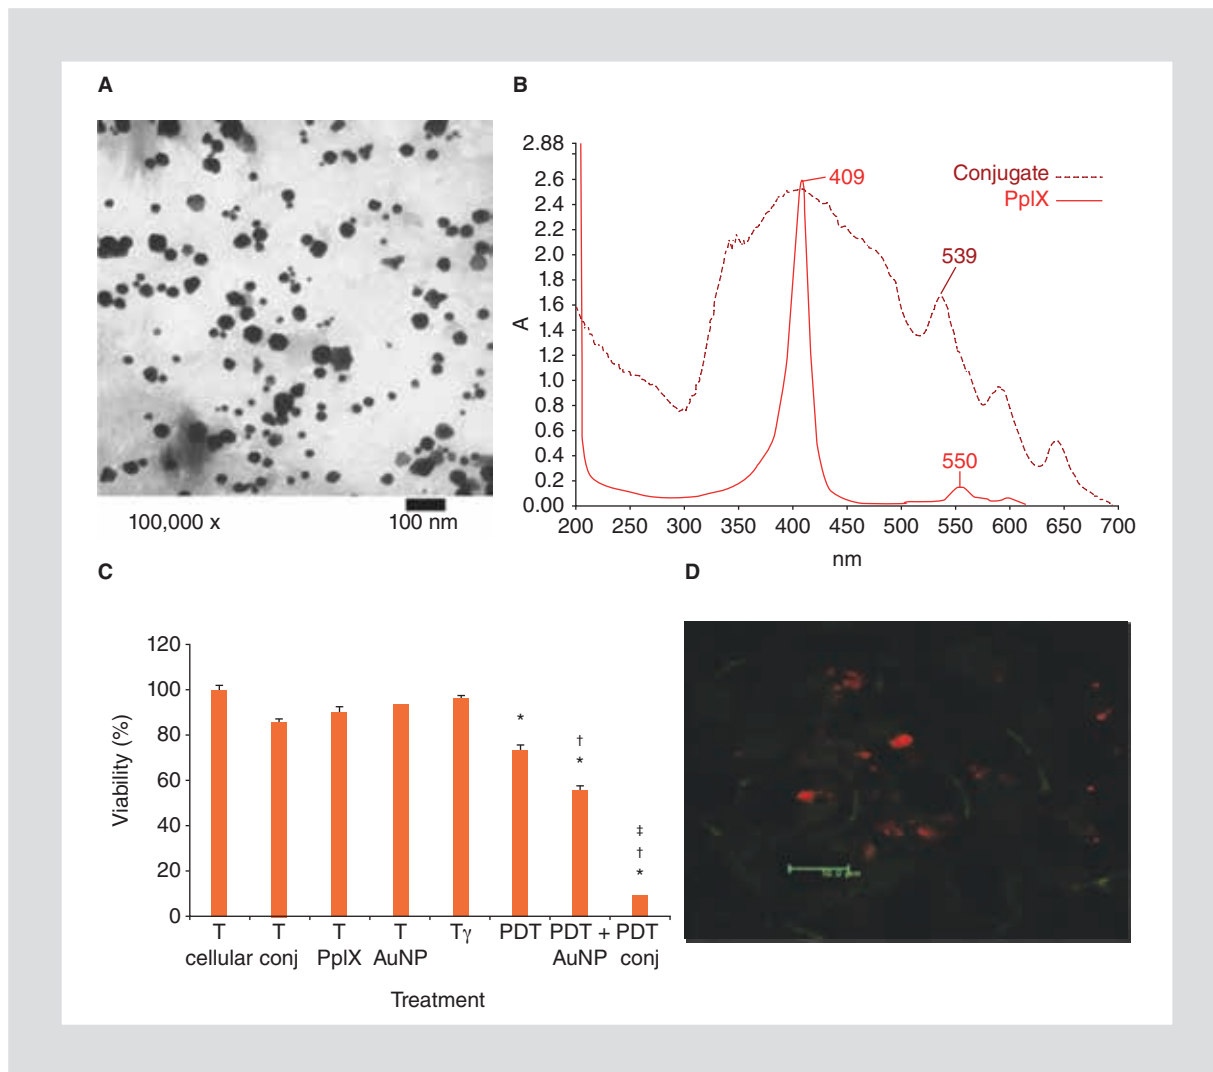 A
100,000 x
100 nm
B
2.88
2.6
2.4
2.2
2.0
1.8
1.6
1.4
1.2
1.0
0.8
0.6
0.4
0.2
0.00
A
200 250 300 350 400 450 500 550 600 650 700
nm
Conjugate
PpIX
409
539
550
C
120
100
80
60
40
20
0
Viability (%)
*
†
*
‡
†
*
T T T T Tγ PDT PDT + PDT
cellular conj PpIX AuNP AuNP conj
Treatment
D